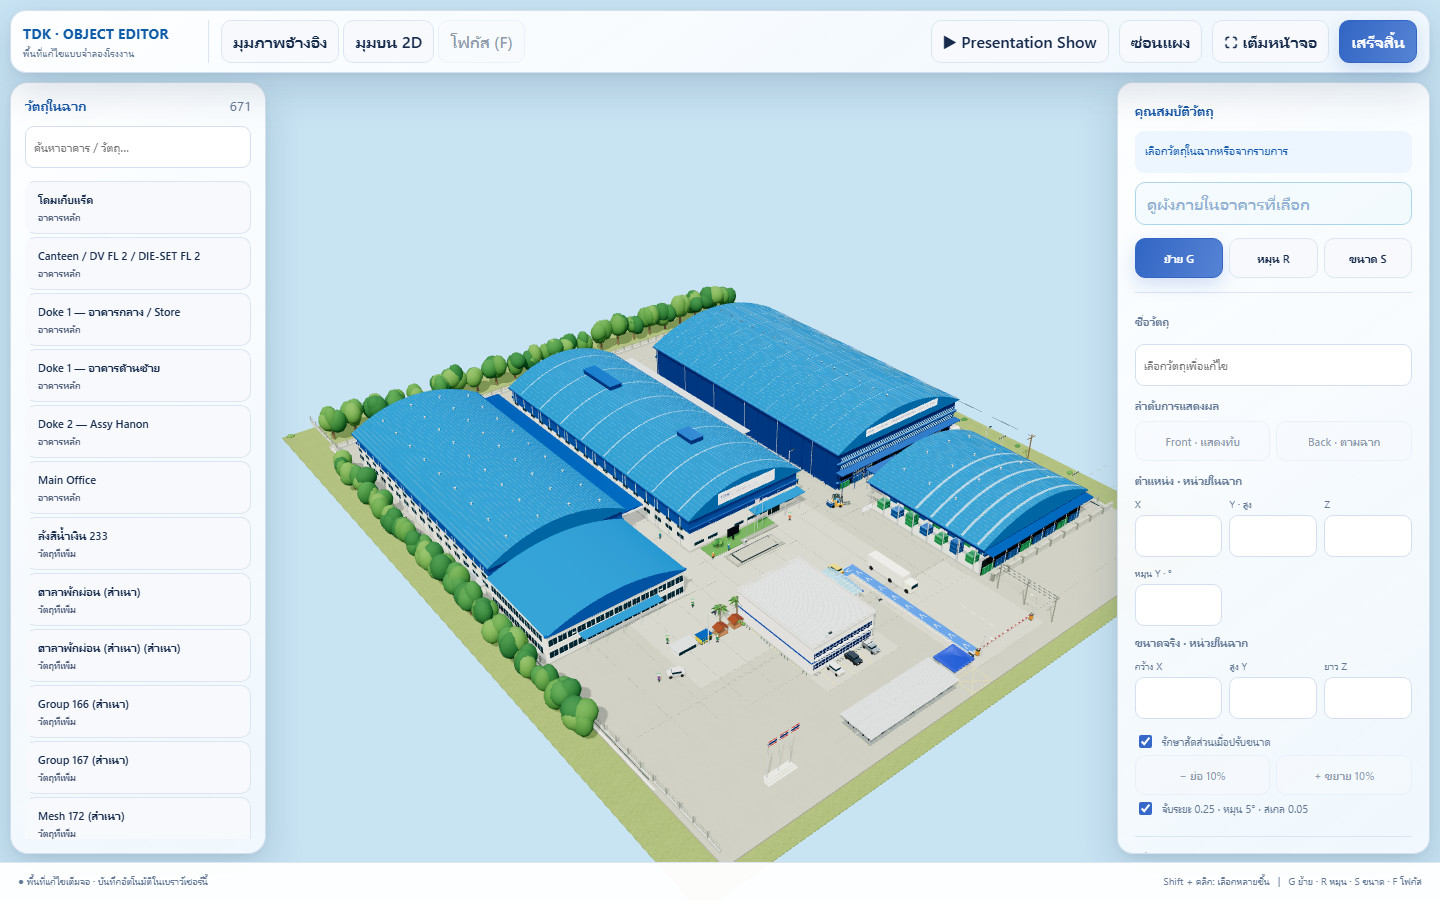 TDK · OBJECT EDITOR
พื้นที่แก้ไขแบบจำลองโรงงาน
มุมภาพอ้างอิง
มุมบน 2D
โฟกัส (F)
▶ Presentation Show
ซ่อนแผง
เต็มหน้าจอ
เสร็จสิ้น
วัตถุในฉาก
671
ค้นหาอาคาร / วัตถุ...
โดมเก็บแร็ค
อาคารหลัก
Canteen / DV FL 2 / DIE-SET FL 2
อาคารหลัก
Doke 1 — อาคารกลาง / Store
อาคารหลัก
Doke 1 — อาคารด้านซ้าย
อาคารหลัก
Doke 2 — Assy Hanon
อาคารหลัก
Main Office
อาคารหลัก
ลังสีน้ำเงิน 233
วัตถุที่เพิ่ม
ศาลาพักผ่อน (สำเนา)
วัตถุที่เพิ่ม
ศาลาพักผ่อน (สำเนา) (สำเนา)
วัตถุที่เพิ่ม
Group 166 (สำเนา)
วัตถุที่เพิ่ม
Group 167 (สำเนา)
วัตถุที่เพิ่ม
Mesh 172 (สำเนา)
วัตถุที่เพิ่ม
คุณสมบัติวัตถุ
เลือกวัตถุในฉากหรือจากรายการ
ดูผังภายในอาคารที่เลือก
ย้าย G
หมุน R
ขนาด S
ชื่อวัตถุ
เลือกวัตถุเพื่อแก้ไข
ลำดับการแสดงผล
Front · แสดงทับ
Back · ตามฉาก
ตำแหน่ง · หน่วยในฉาก
X
Y · สูง
Z
หมุน Y · °
ขนาดจริง · หน่วยในฉาก
กว้าง X
สูง Y
ยาว Z
รักษาสัดส่วนเมื่อปรับขนาด
− ย่อ 10%
+ ขยาย 10%
จับระยะ 0.25 · หมุน 5° · สเกล 0.05
● พื้นที่แก้ไขเต็มจอ · บันทึกอัตโนมัติในเบราว์เซอร์นี้
Shift + คลิก: เลือกหลายชิ้น | G ย้าย · R หมุน · S ขนาด · F โฟกัส